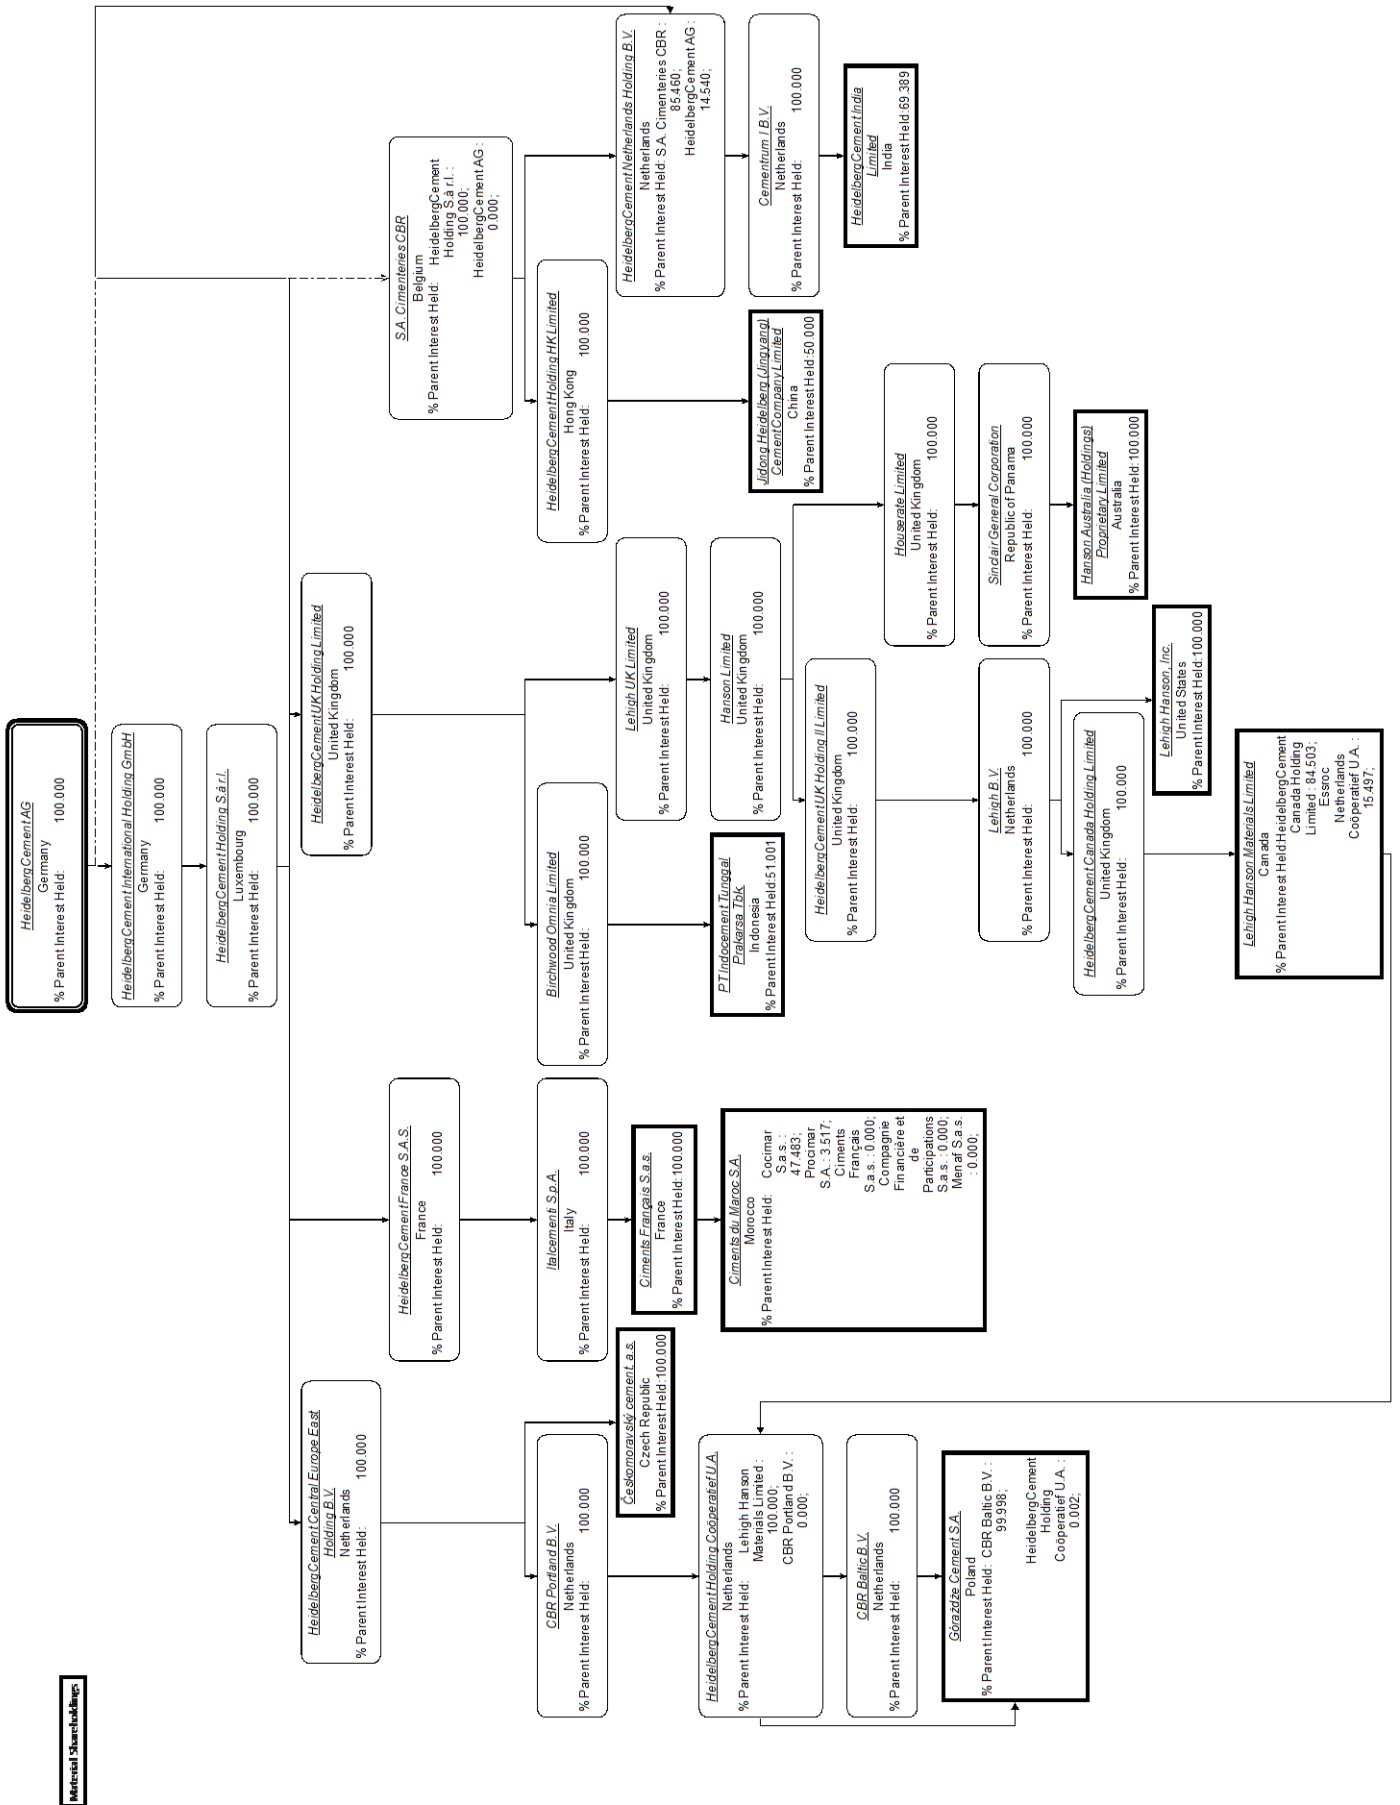 Material Shareholdings
HeidelbergCement AG
Germany
% Parent Interest Held: 100.000
HeidelbergCement International Holding GmbH
Germany
% Parent Interest Held: 100.000
HeidelbergCement Holding S.à r.l.
Luxembourg
% Parent Interest Held: 100.000
HeidelbergCement Central Europe East
Holding B.V.
Netherlands
% Parent Interest Held: 100.000
HeidelbergCement UK Holding Limited
United Kingdom
% Parent Interest Held: 100.000
HeidelbergCement France S.A.S.
France
% Parent Interest Held: 100.000
S.A. Cimenteries CBR
Belgium
% Parent Interest Held: HeidelbergCement
Holding S.à r.l. :
100.000;
HeidelbergCement AG :
0.000;
CBR Portland B.V.
Netherlands
% Parent Interest Held: 100.000
Italcementi S.p.A.
Italy
% Parent Interest Held: 100.000
Birchwood Omnia Limited
United Kingdom
% Parent Interest Held: 100.000
HeidelbergCement Holding HK Limited
Hong Kong
% Parent Interest Held: 100.000
Českomoravský cement, a.s.
Czech Republic
% Parent Interest Held: 100.000
Ciments Français S.a.s.
France
% Parent Interest Held: 100.000
Lehigh UK Limited
United Kingdom
% Parent Interest Held: 100.000
HeidelbergCement Netherlands Holding B.V.
Netherlands
% Parent Interest Held: S.A. Cimenteries CBR :
85.460;
HeidelbergCement AG :
14.540;
HeidelbergCement Holding Coöperatief U.A.
Netherlands
% Parent Interest Held:
Lehigh Hanson
Materials Limited :
100.000;
CBR Portland B.V. :
0.000;
Ciments du Maroc S.A.
Morocco
% Parent Interest Held: Cocimar
S.a.s. :
47.483;
Procimar
S.A. : 3.517;
Ciments
Français
S.a.s. : 0.000;
Compagnie
Financière et
de
Participations
S.a.s. : 0.000;
Menaf S.a.s.
: 0.000;
PT Indocement Tunggal
Prakarsa Tbk
Indonesia
% Parent Interest Held: 51.001
Hanson Limited
United Kingdom
% Parent Interest Held: 100.000
Jidong Heidelberg (Jingyang)
Cement Company Limited
China
% Parent Interest Held: 50.000
Cementrum I B.V.
Netherlands
% Parent Interest Held: 100.000
HeidelbergCement UK Holding II Limited
United Kingdom
% Parent Interest Held: 100.000
CBR Baltic B.V.
Netherlands
% Parent Interest Held: 100.000
HeidelbergCement India
Limited
India
% Parent Interest Held: 69.389
Houserate Limited
United Kingdom
% Parent Interest Held: 100.000
Górażdże Cement S.A.
Poland
% Parent Interest Held: CBR Baltic B.V. :
99.998;
HeidelbergCement
Holding
Coöperatief U.A. :
0.002;
Lehigh B.V.
Netherlands
% Parent Interest Held: 100.000
Sinclair General Corporation
Republic of Panama
% Parent Interest Held: 100.000
HeidelbergCement Canada Holding Limited
United Kingdom
% Parent Interest Held: 100.000
Hanson Australia (Holdings)
Proprietary Limited
Australia
% Parent Interest Held: 100.000
Lehigh Hanson, Inc.
United States
% Parent Interest Held: 100.000
Lehigh Hanson Materials Limited
Canada
% Parent Interest Held: HeidelbergCement
Canada Holding
Limited : 84.503;
Essroc
Netherlands
Coöperatief U.A. :
15.497;